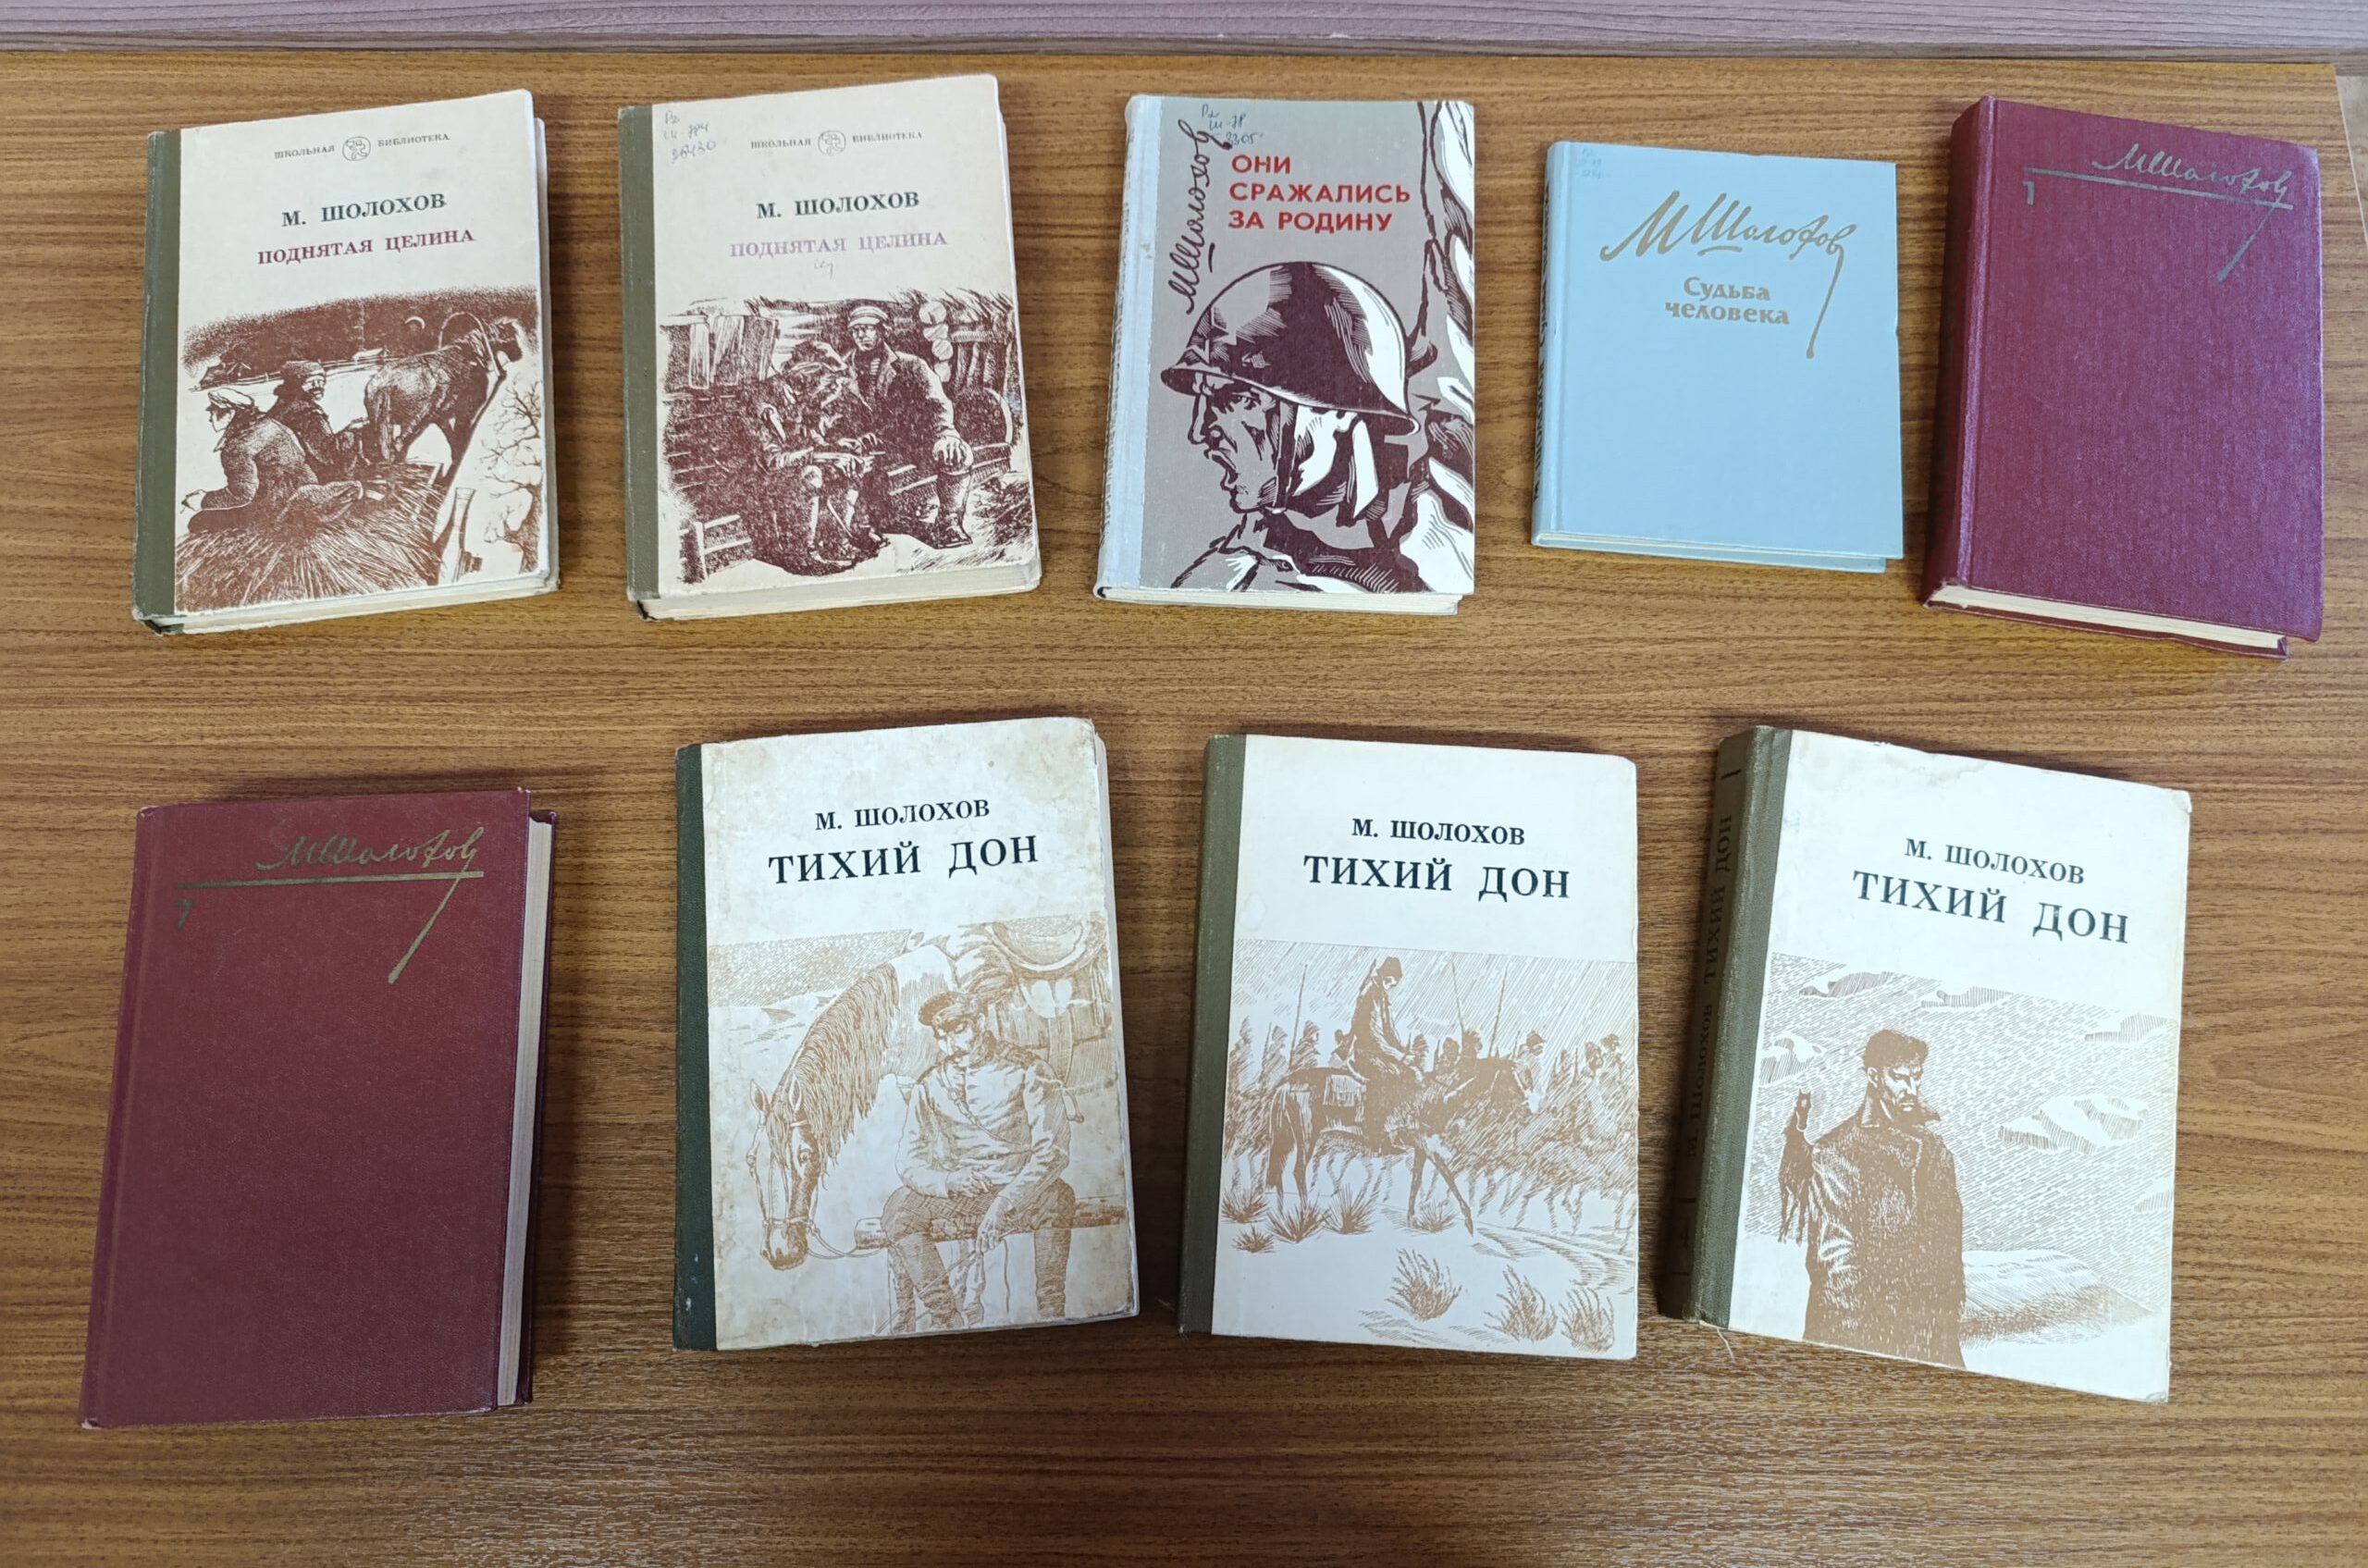 ШКОЛЬНАЯ БИБЛИОТЕКА
М. ШОЛОХОВ
ПОДНЯТАЯ ЦЕЛИНА
ШКОЛЬНАЯ БИБЛИОТЕКА
М. ШОЛОХОВ
ПОДНЯТАЯ ЦЕЛИНА
М Шолохов
ОНИ
СРАЖАЛИСЬ
ЗА РОДИНУ
М Шолохов
Судьба
человека
М Шолохов
1
М Шолохов
7
М. ШОЛОХОВ
ТИХИЙ ДОН
М. ШОЛОХОВ
ТИХИЙ ДОН
М. ШОЛОХОВ ТИХИЙ ДОН
М. ШОЛОХОВ
ТИХИЙ ДОН